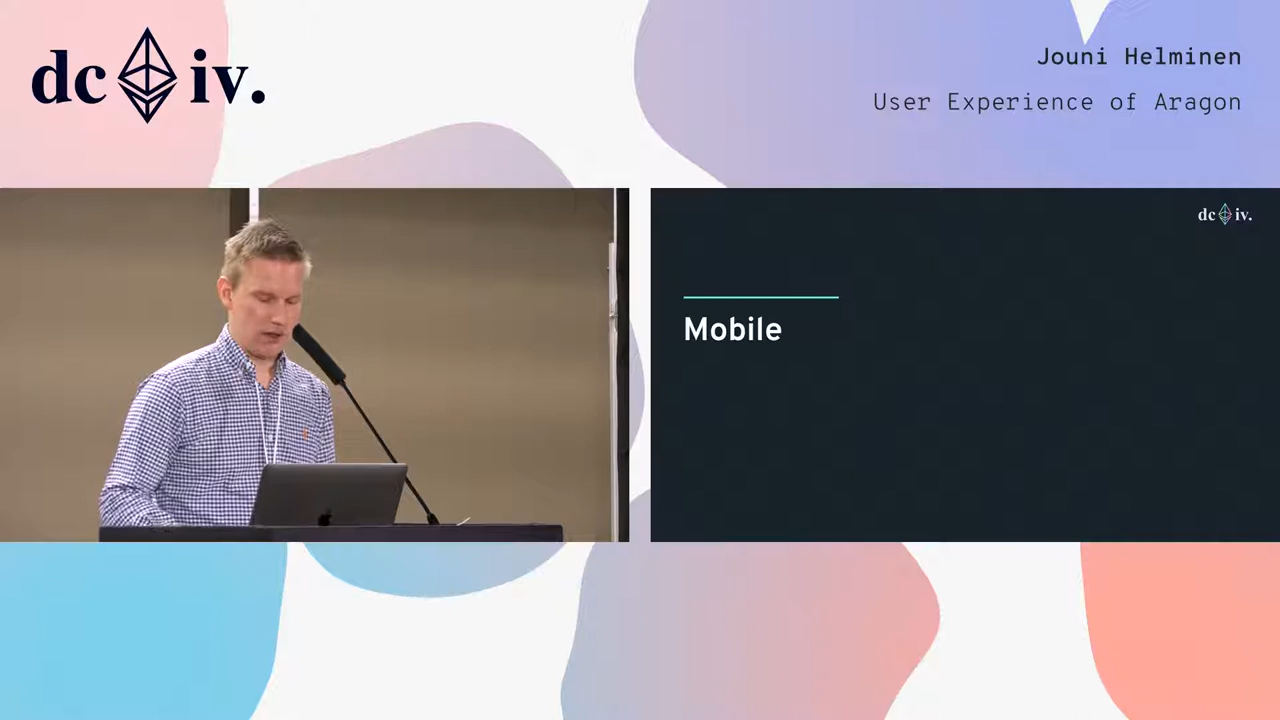 dc iv.
Jouni Helminen
User Experience of Aragon
dc iv.
Mobile